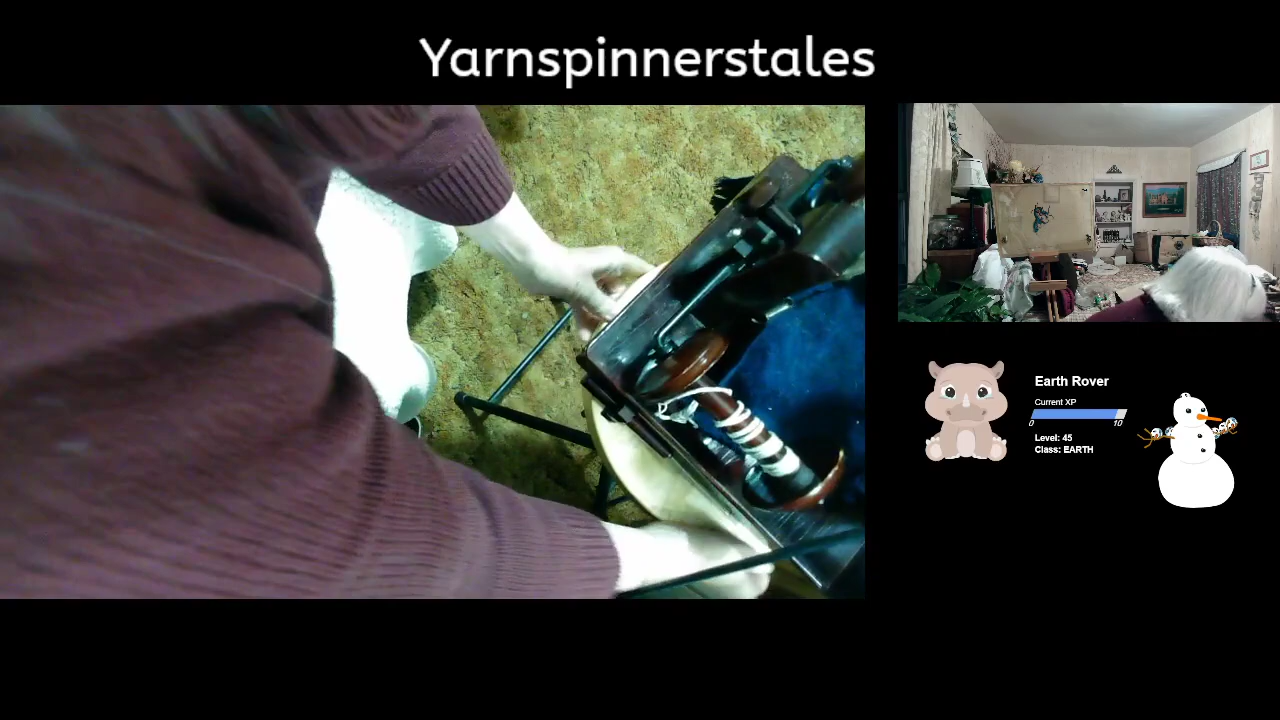 Yarnspinnerstales
Earth Rover
Current XP
0 10
Level: 45
Class: EARTH